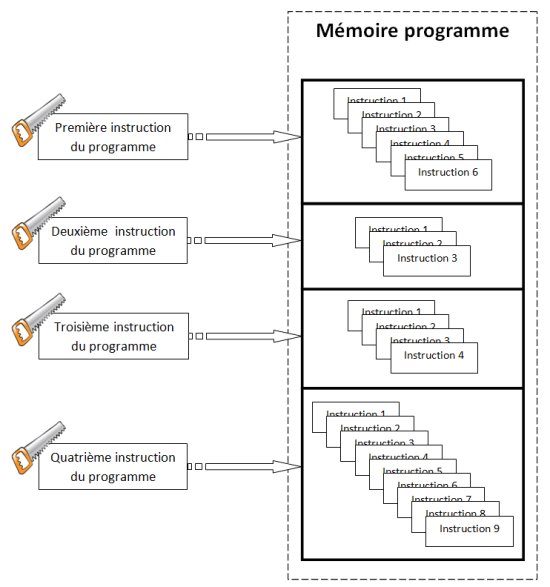 Mémoire programme
Première instruction
du programme
Instruction 1
Instruction 2
Instruction 3
Instruction 4
Instruction 5
Instruction 6
Deuxième instruction
du programme
Instruction 1
Instruction 2
Instruction 3
Troisième instruction
du programme
Instruction 1
Instruction 2
Instruction 3
Instruction 4
Quatrième instruction
du programme
Instruction 1
Instruction 2
Instruction 3
Instruction 4
Instruction 5
Instruction 6
Instruction 7
Instruction 8
Instruction 9